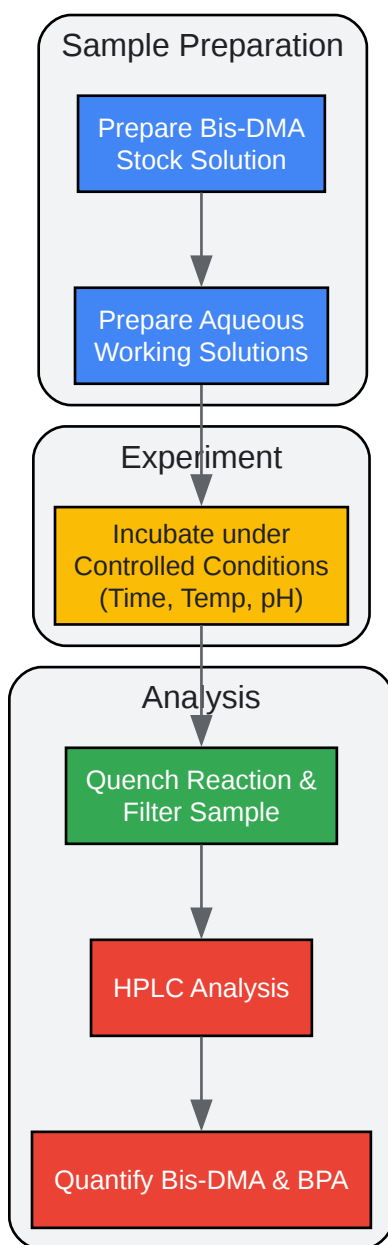 Sample Preparation
Prepare Bis-DMA
Stock Solution
Prepare Aqueous
Working Solutions
Experiment
Incubate under
Controlled Conditions
(Time, Temp, pH)
Analysis
Quench Reaction &
Filter Sample
HPLC Analysis
Quantify Bis-DMA & BPA